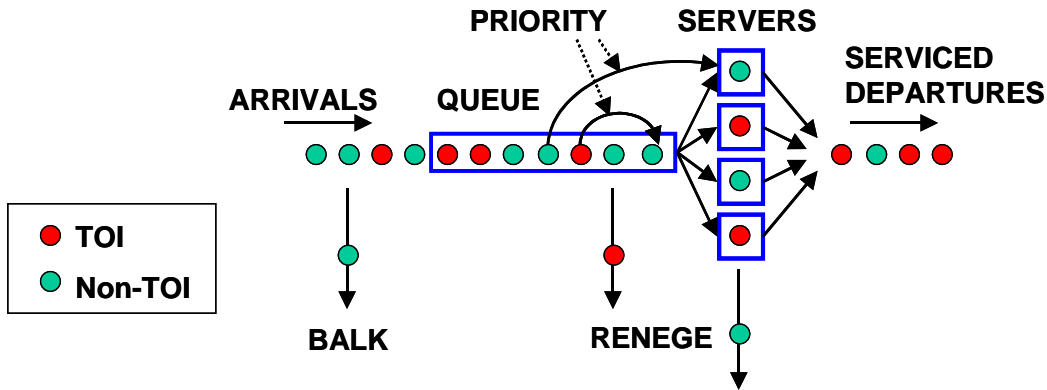 PRIORITY
SERVERS
SERVICED
DEPARTURES
ARRIVALS
QUEUE
TOI
Non-TOI
BALK
RENEGE